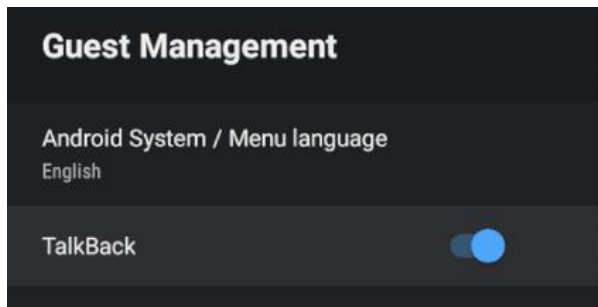 Guest Management
Android System / Menu language
English
TalkBack